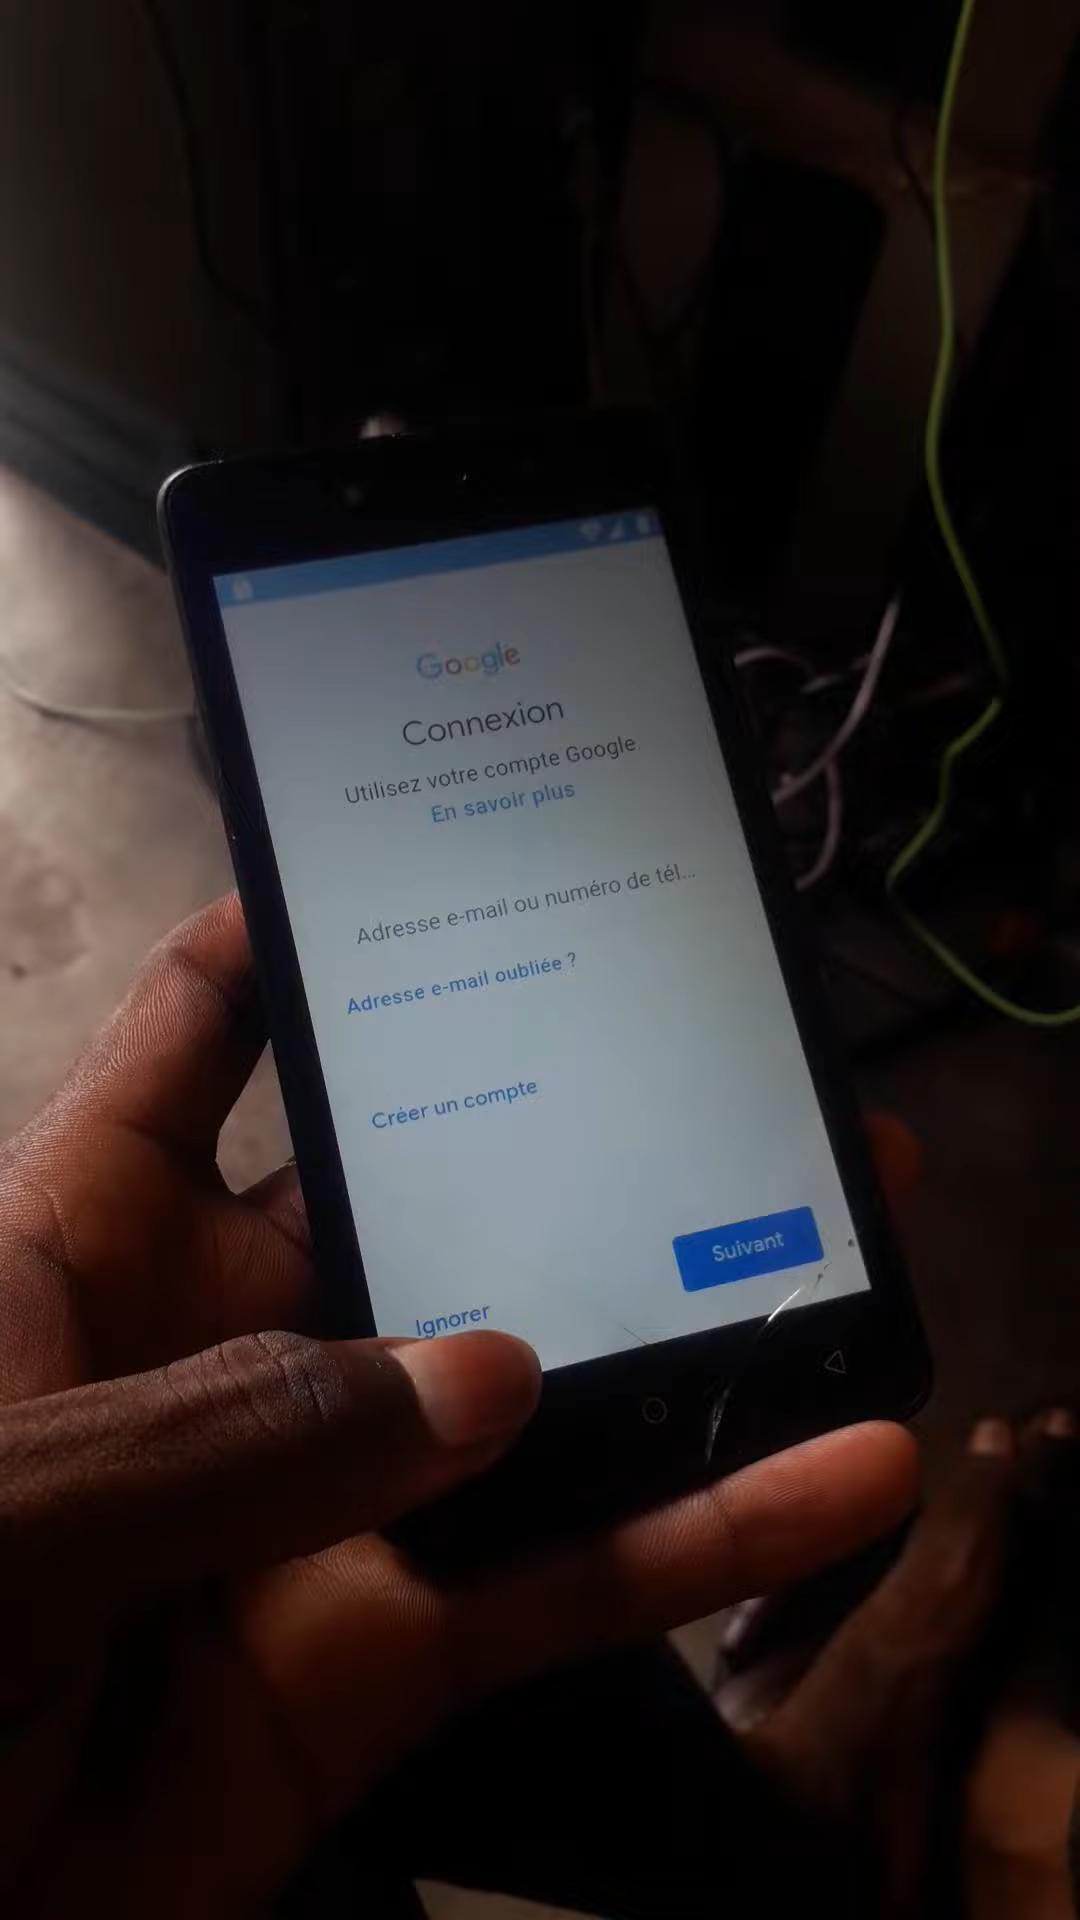 Google
Connexion
Utilisez votre compte Google.
En savoir plus
Adresse e-mail ou numéro de tél...
Adresse e-mail oubliée ?
Créer un compte
Suivant
Ignorer